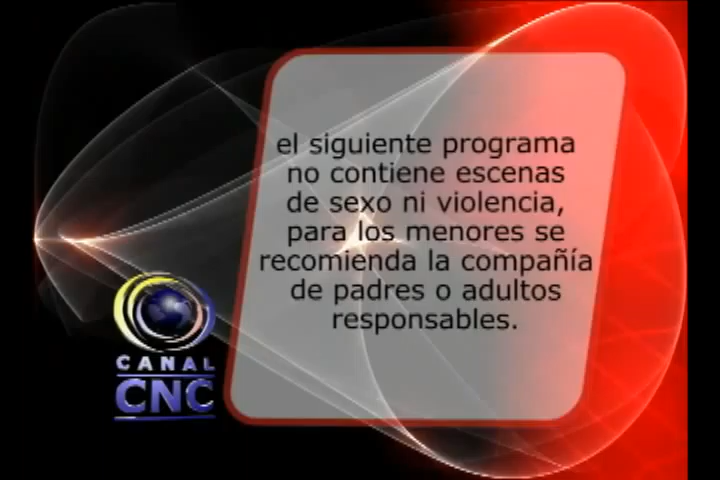 el siguiente programa
no contiene escenas
de sexo ni violencia,
para los menores se
recomienda la compañía
de padres o adultos
responsables.
CANAL
CNC